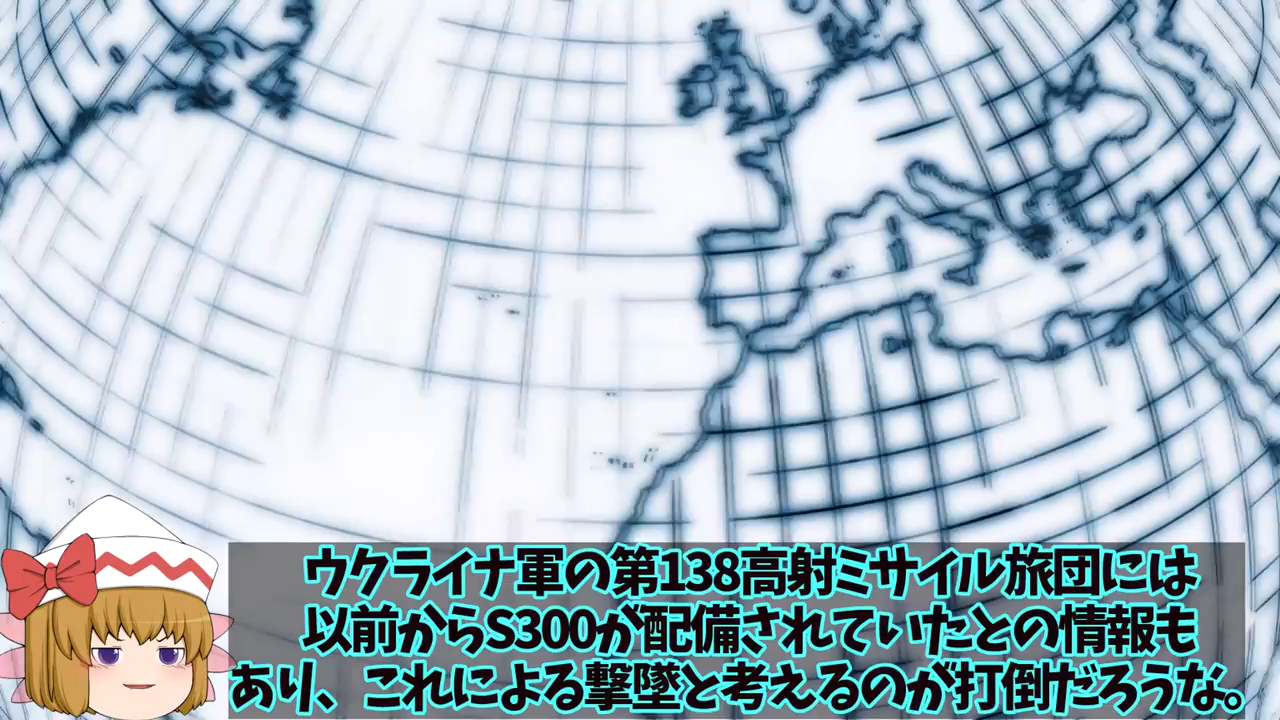 ウクライナ軍の第138高射ミサイル旅団には
以前からS300が配備されていたとの情報も
あり、これによる撃墜と考えるのが打倒だろうな。